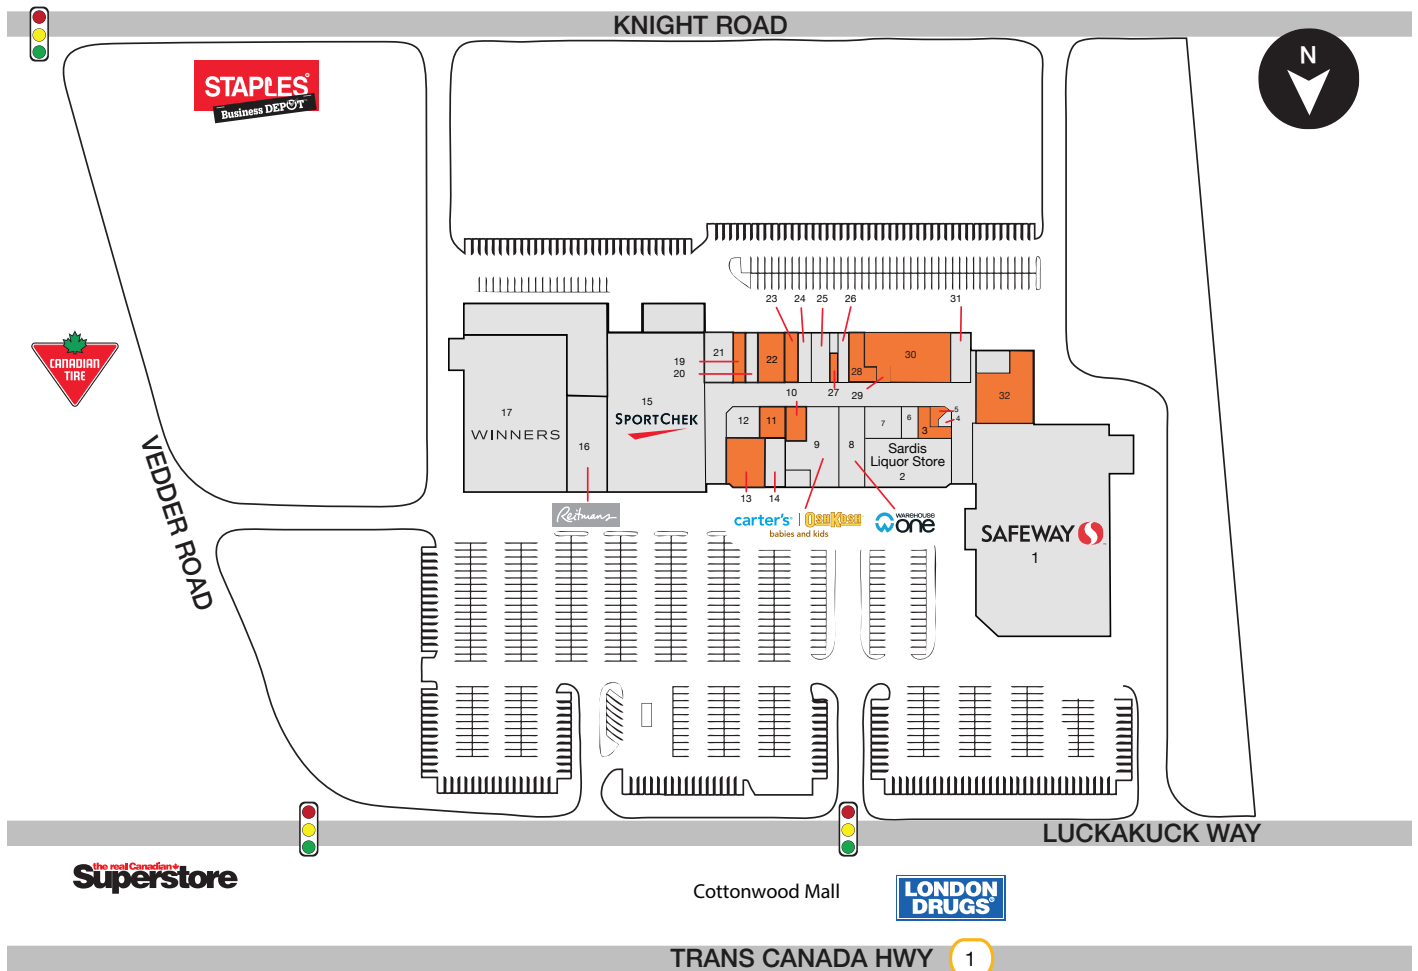 KNIGHT ROAD
N
STAPLES
Business DEPOT
CANADIAN
TIRE
VEDDER ROAD
23
24
25
26
31
19
20
21
22
27
28
29
30
32
10
17
WINNERS
16
15
SPORTCHEK
12
11
13
14
9
8
7
6
5
4
3
Sardis
Liquor Store
2
Reitmans
carter's | OSHKOSH
babies and kids
WAREHOUSE
one
SAFEWAY
1
LUCKAKUCK WAY
the real Canadian
Superstore
Cottonwood Mall
LONDON
DRUGS
TRANS CANADA HWY 1